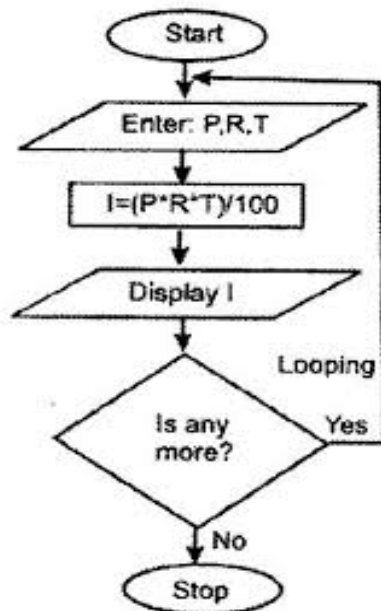 Start
Enter: P,R,T
I=(P*R*T)/100
Display I
Looping
Is any
more?
Yes
No
Stop